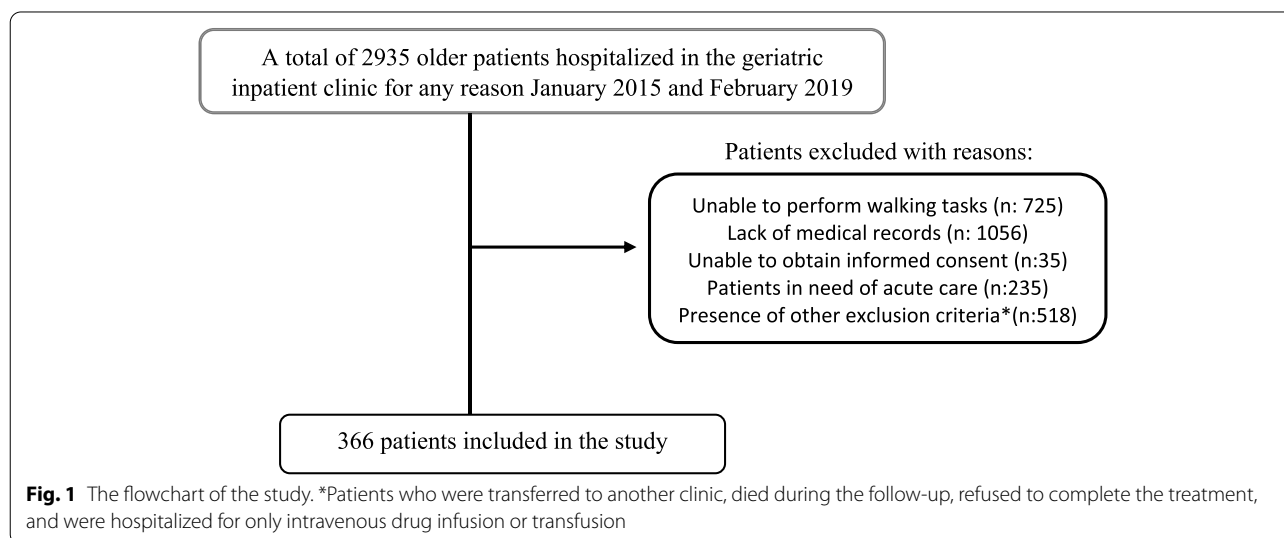 A total of 2935 older patients hospitalized in the geriatric
inpatient clinic for any reason January 2015 and February 2019
Patients excluded with reasons:
Unable to perform walking tasks (n: 725)
Lack of medical records (n: 1056)
Unable to obtain informed consent (n:35)
Patients in need of acute care (n:235)
Presence of other exclusion criteria*(n:518)
366 patients included in the study
Fig. 1 The flowchart of the study. *Patients who were transferred to another clinic, died during the follow-up, refused to complete the treatment,
and were hospitalized for only intravenous drug infusion or transfusion